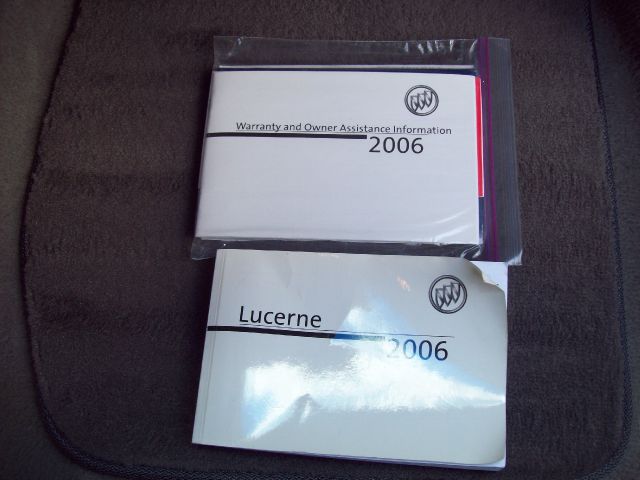 Warranty and Owner Assistance Information
2006
Lucerne
2006